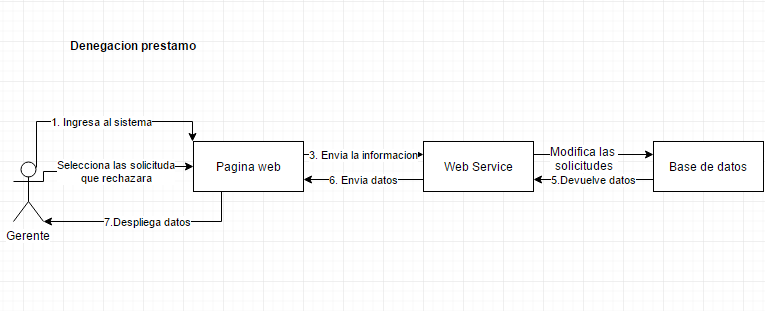 Denegacion prestamo
1. Ingresa al sistema
Selecciona las solicituda
que rechazara
Pagina web
3. Envia la informacion
6. Envia datos
Web Service
Modifica las
solicitudes
5.Devuelve datos
Base de datos
7.Despliega datos
Gerente